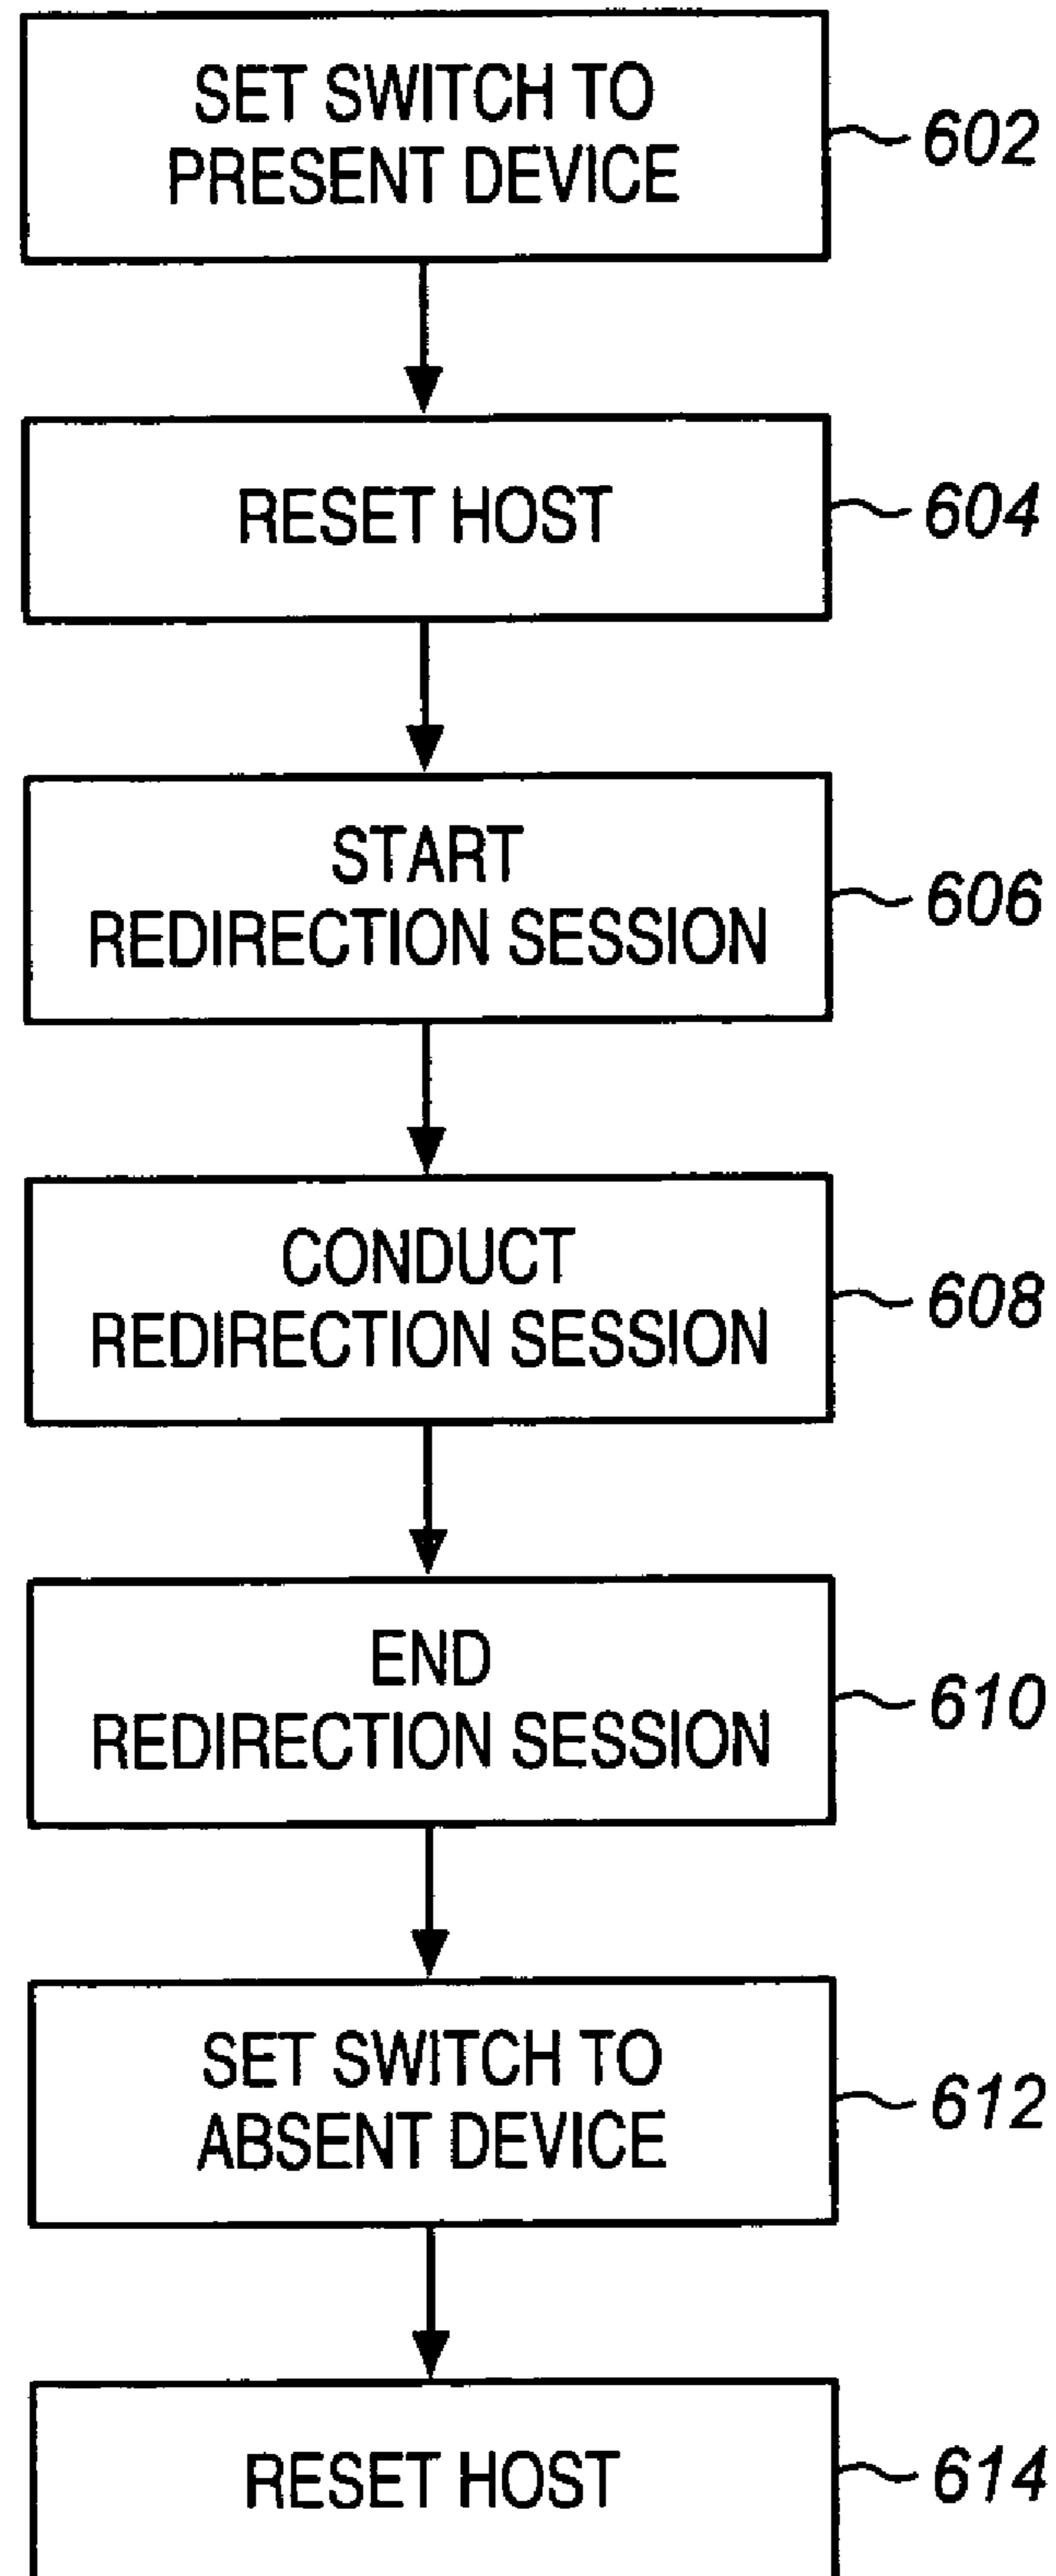 SET SWITCH TO
PRESENT DEVICE
602
RESET HOST
604
START
REDIRECTION SESSION
606
CONDUCT
REDIRECTION SESSION
608
END
REDIRECTION SESSION
610
SET SWITCH TO
ABSENT DEVICE
612
RESET HOST
614